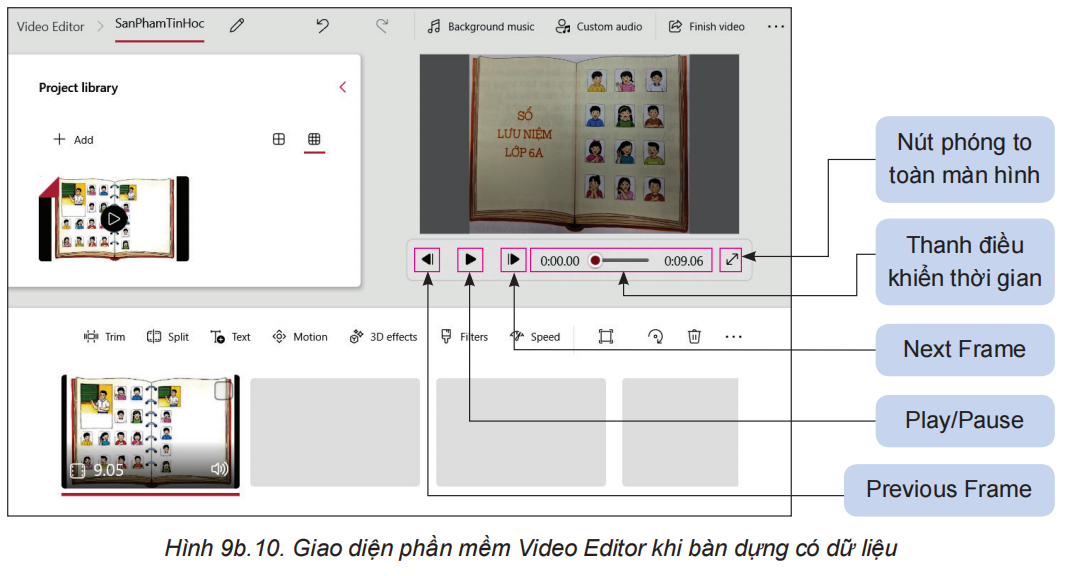 Video Editor > SanPhamTinHoc
Background music
Custom audio
Finish video
Project library
+ Add
SỔ
LƯU NIỆM
LỚP 6A
0:00.00
0:09.06
Nút phóng to
toàn màn hình
Thanh điều
khiển thời gian
Next Frame
Play/Pause
Previous Frame
Trim
Split
Text
Motion
3D effects
Filters
Speed
9.05
Hình 9b.10. Giao diện phần mềm Video Editor khi bàn dựng có dữ liệu